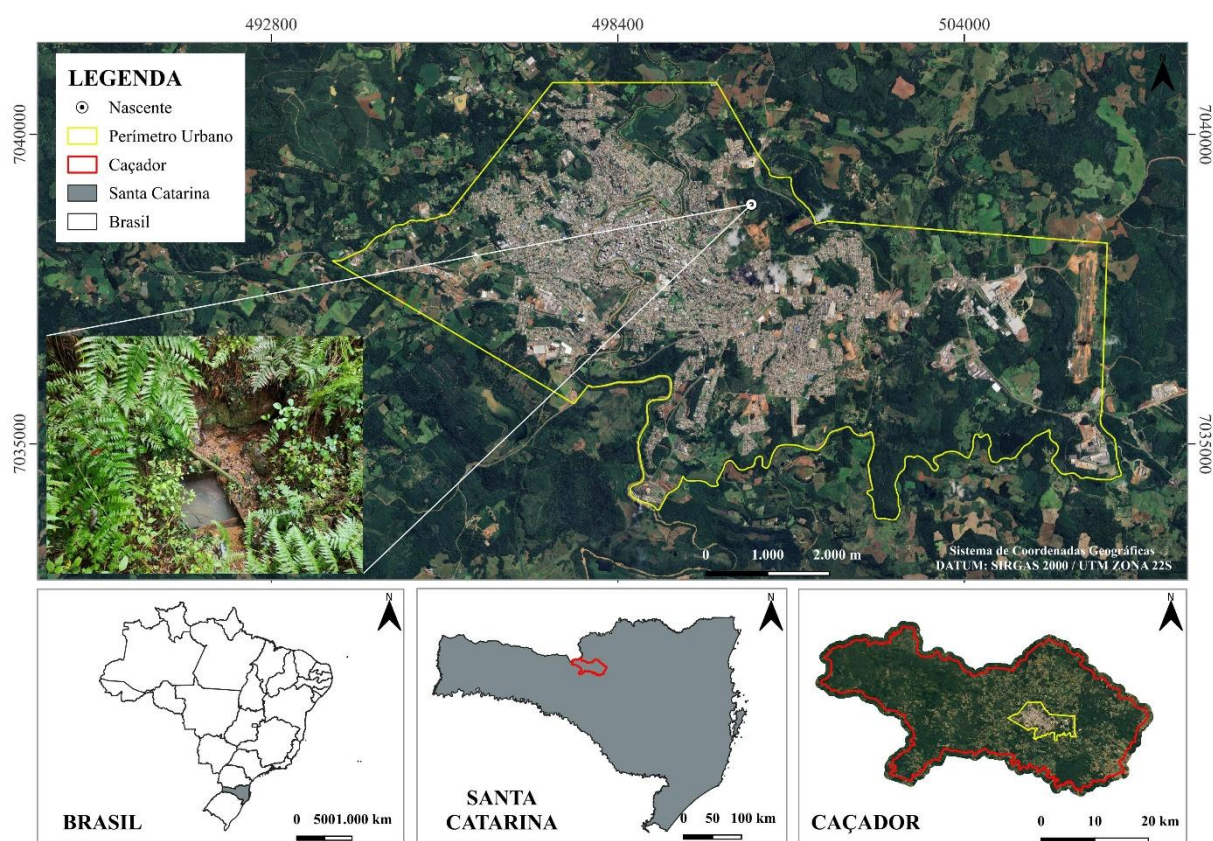 492800
498400
504000
LEGENDA
Nascente
Perímetro Urbano
Caçador
Santa Catarina
Brasil
7040000
7040000
7035000
7035000
0 1.000 2.000 m
Sistema de Coordenadas Geográficas
DATUM: SIRGAS 2000 / UTM ZONA 22S
N
BRASIL
0 5001.000 km
N
SANTA
CATARINA
0 50 100 km
N
CAÇADOR
0 10 20 km